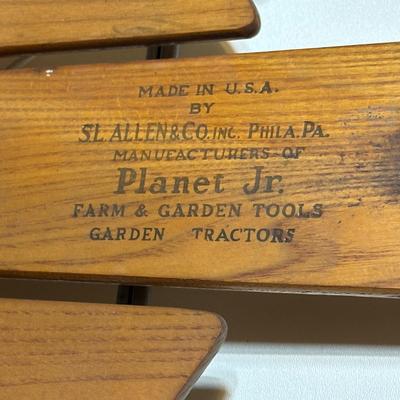 MADE IN U.S.A.
BY
S.L. ALLEN & CO. INC. PHILA. PA.
MANUFACTURERS OF
Planet Jr.
FARM & GARDEN TOOLS
GARDEN TRACTORS